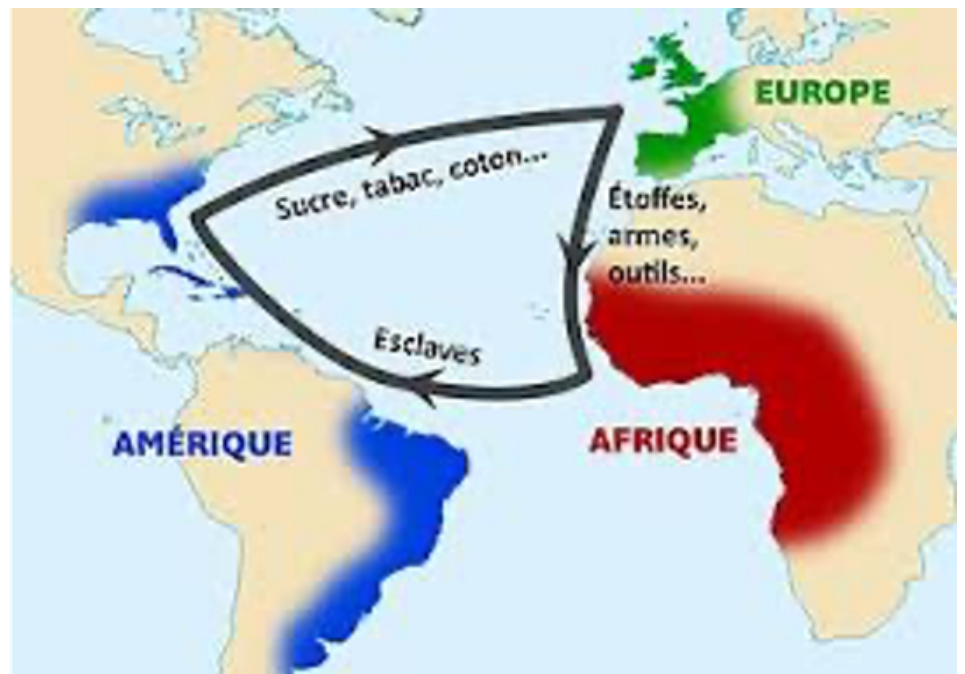 EUROPE
Sucre, tabac, coton...
Étoffes,
armes,
outils...
Esclaves
AMÉRIQUE
AFRIQUE